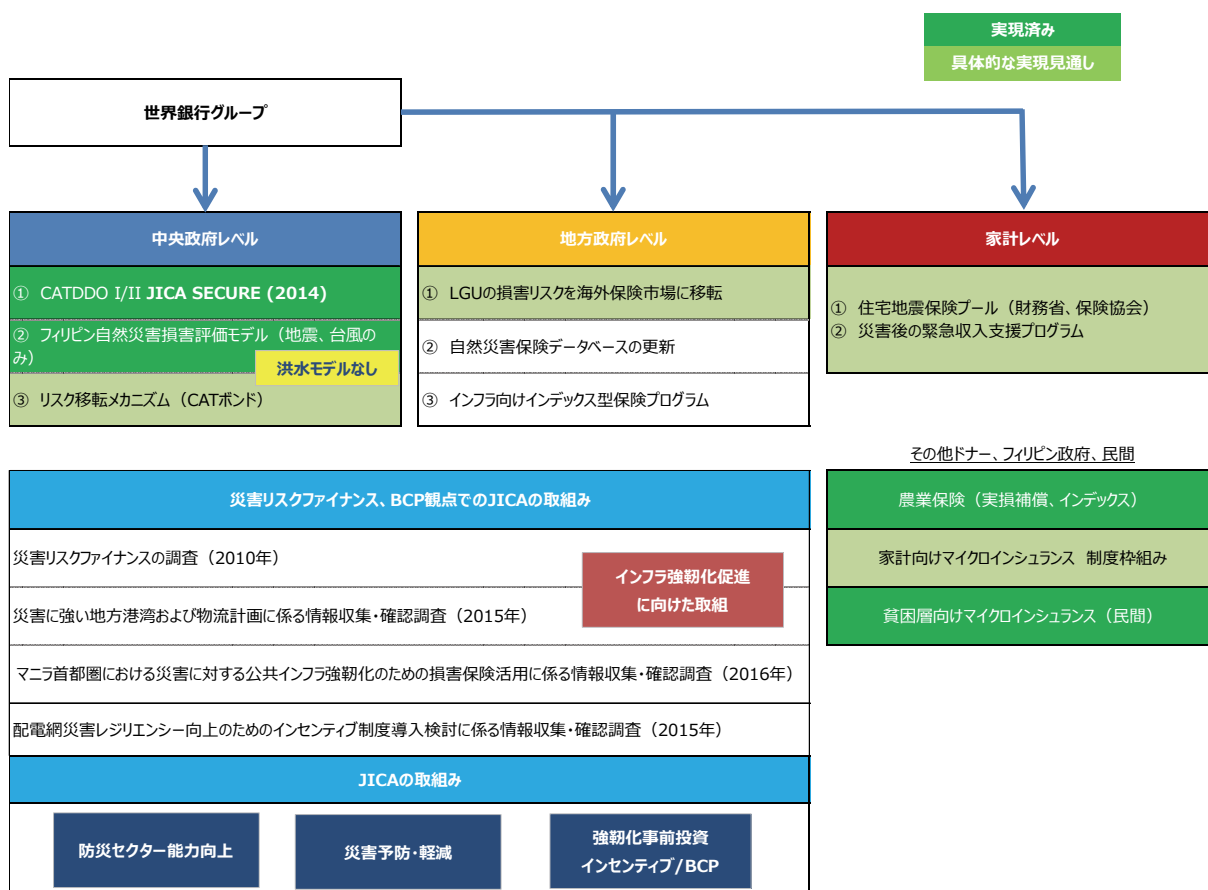 実現済み
具体的な実現見通し
世界銀行グループ
中央政府レベル
① CATDDO I/II JICA SECURE (2014)
② フィリピン自然災害損害評価モデル（地震、台風の
み）
洪水モデルなし
③ リスク移転メカニズム（CATボンド）
地方政府レベル
① LGUの損害リスクを海外保険市場に移転
② 自然災害保険データベースの更新
③ インフラ向けインデックス型保険プログラム
家計レベル
① 住宅地震保険プール（財務省、保険協会）
② 災害後の緊急収入支援プログラム
その他ドナー、フィリピン政府、民間
農業保険（実損補償、インデックス）
家計向けマイクロインシュランス 制度枠組み
貧困層向けマイクロインシュランス（民間）
災害リスクファイナンス、BCP観点でのJICAの取組み
災害リスクファイナンスの調査（2010年）
インフラ強靭化促進
に向けた取組
災害に強い地方港湾および物流計画に係る情報収集・確認調査（2015年）
マニラ首都圏における災害に対する公共インフラ強靭化のための損害保険活用に係る情報収集・確認調査（2016年）
配電網災害レジリエンシー向上のためのインセンティブ制度導入検討に係る情報収集・確認調査（2015年）
JICAの取組み
防災セクター能力向上
災害予防・軽減
強靭化事前投資
インセンティブ/BCP